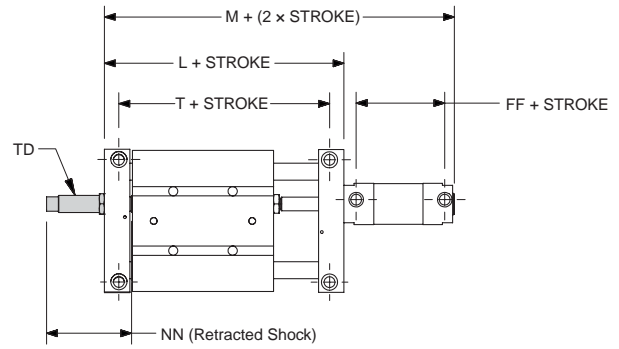 M + (2 × STROKE)
L + STROKE
T + STROKE
FF + STROKE
TD
NN (Retracted Shock)